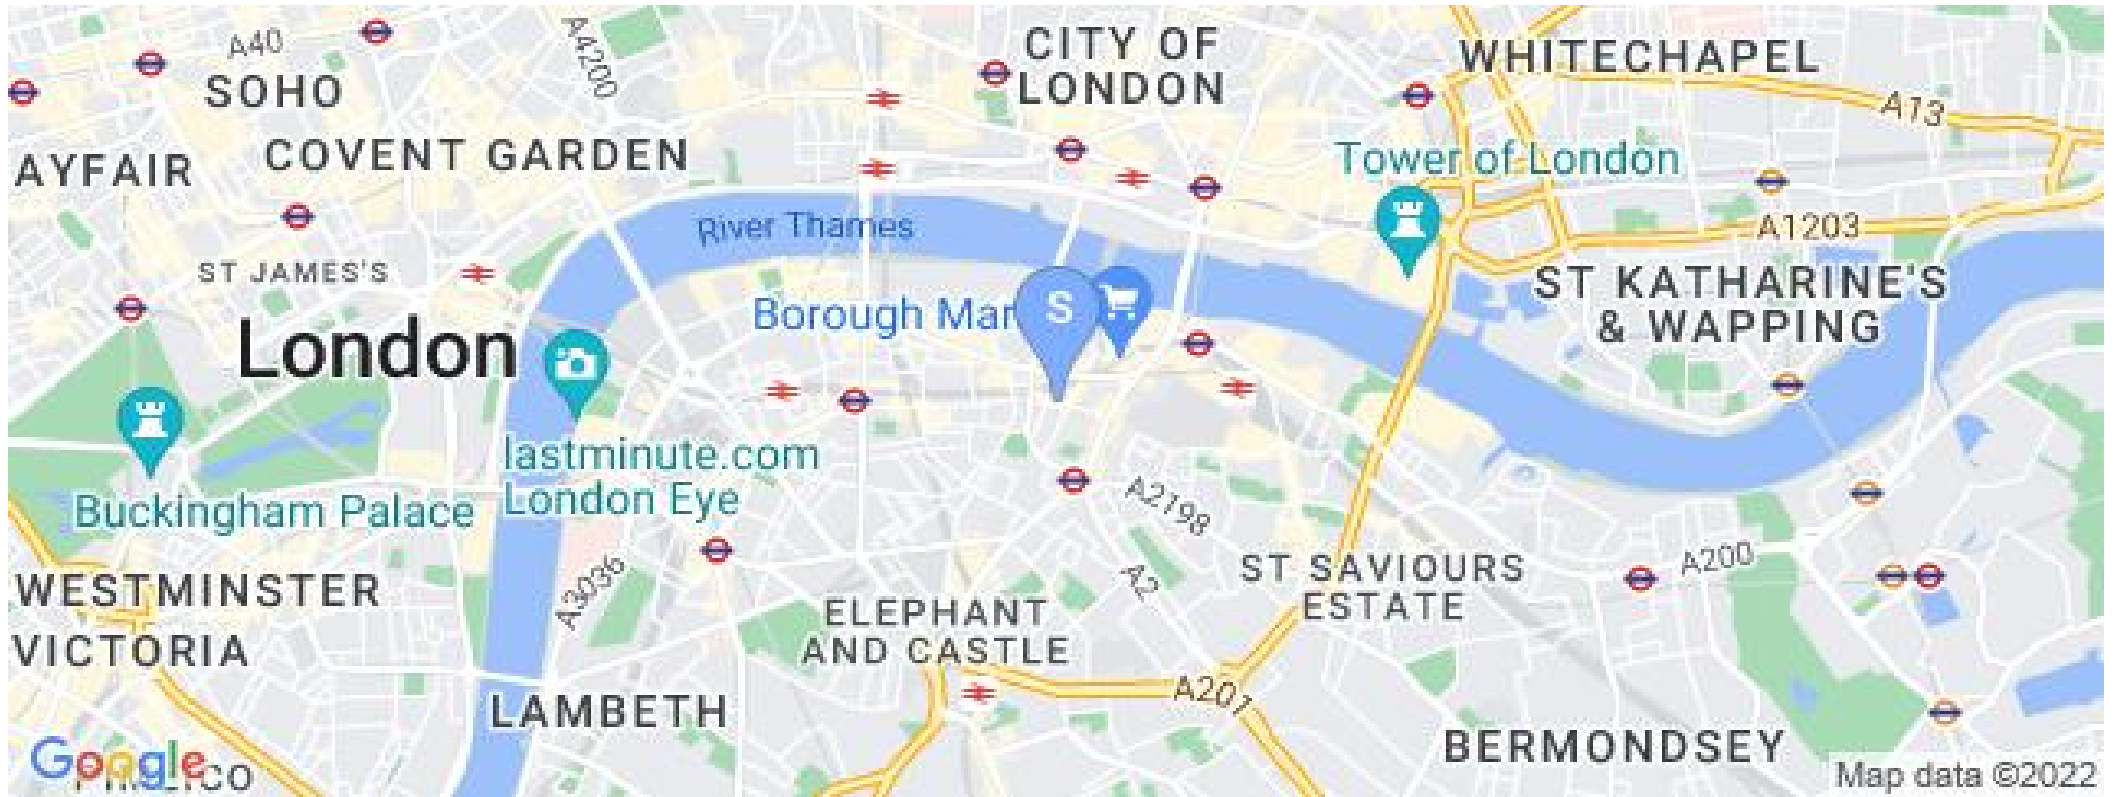 A40
A4200
CITY OF
LONDON
WHITECHAPEL
SOHO
A13
COVENT GARDEN
AYFAIR
Tower of London
River Thames
A1203
ST JAMES'S
ST KATHARINE'S
& WAPPING
Borough Mar
S
London
lastminute.com
London Eye
Buckingham Palace
A2198
A200
ST SAVIOURS
ESTATE
A3036
A2
WESTMINSTER
ELEPHANT
AND CASTLE
VICTORIA
A201
LAMBETH
BERMONDSEY
Google
Map data ©2022